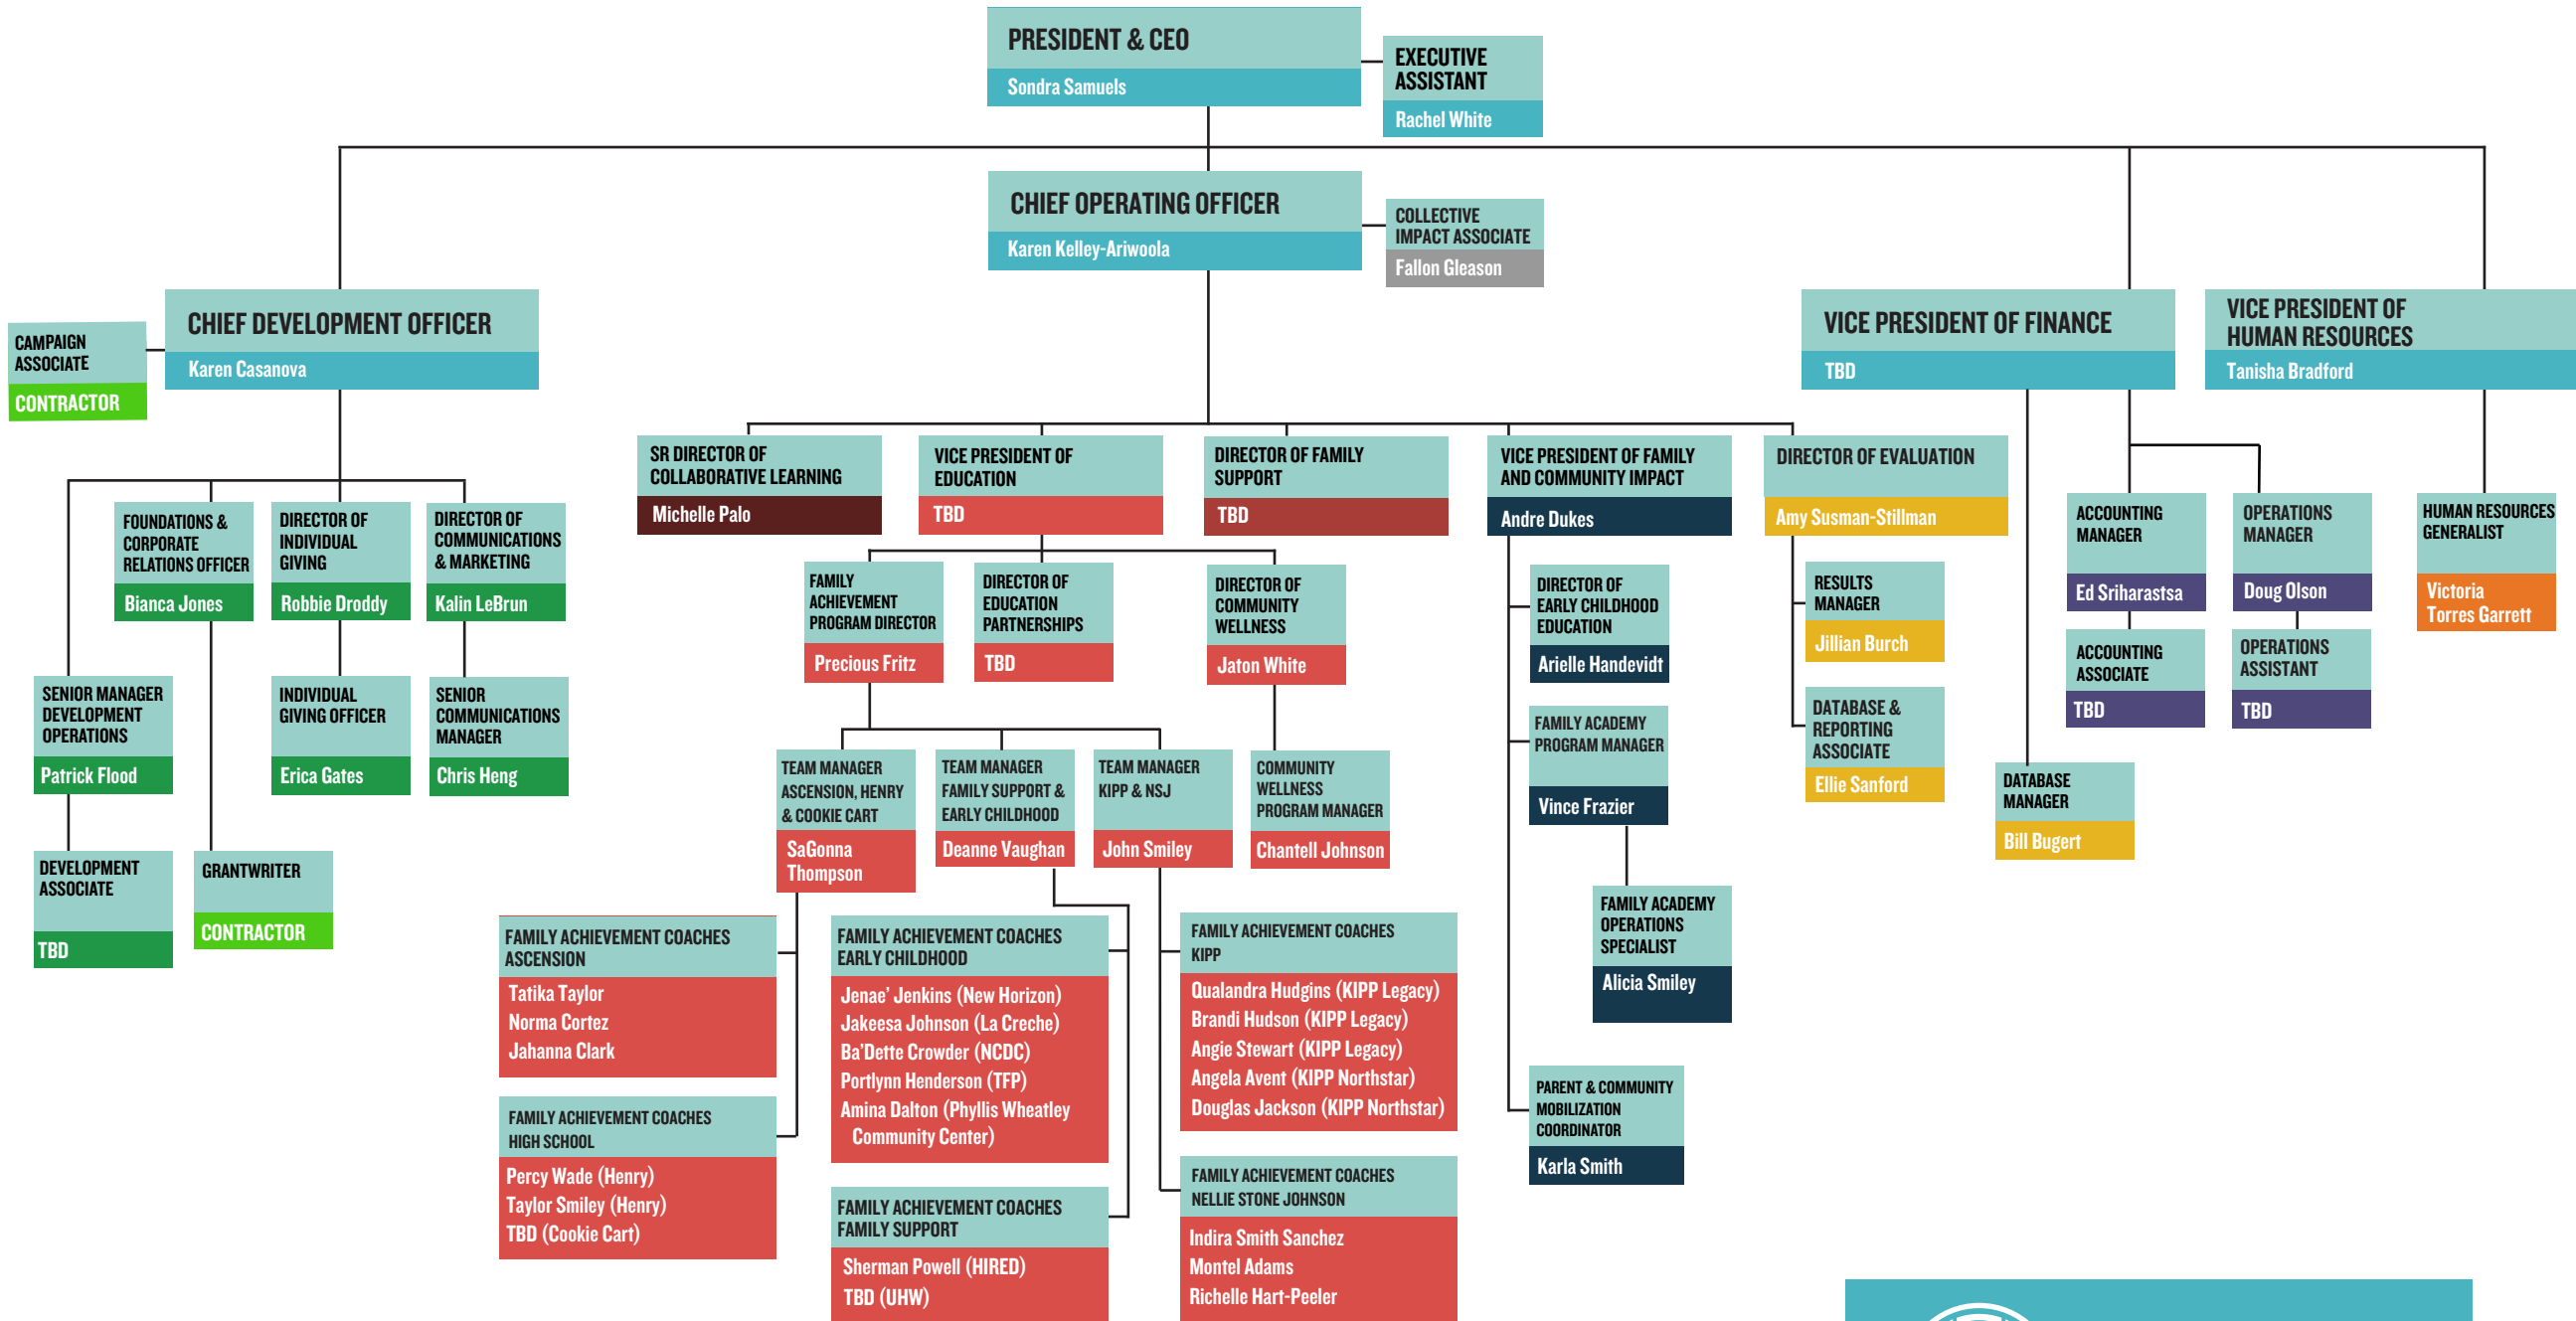 PRESIDENT & CEO
Sondra Samuels
EXECUTIVE
ASSISTANT
Rachel White
CHIEF OPERATING OFFICER
Karen Kelley-Ariwoola
COLLECTIVE
IMPACT ASSOCIATE
Fallon Gleason
CAMPAIGN
ASSOCIATE
CONTRACTOR
CHIEF DEVELOPMENT OFFICER
Karen Casanova
VICE PRESIDENT OF FINANCE
TBD
VICE PRESIDENT OF
HUMAN RESOURCES
Tanisha Bradford
SR DIRECTOR OF
COLLABORATIVE LEARNING
Michelle Palo
VICE PRESIDENT OF
EDUCATION
TBD
DIRECTOR OF FAMILY
SUPPORT
TBD
VICE PRESIDENT OF FAMILY
AND COMMUNITY IMPACT
Andre Dukes
DIRECTOR OF EVALUATION
Amy Susman-Stillman
FOUNDATIONS &
CORPORATE
RELATIONS OFFICER
Bianca Jones
DIRECTOR OF
INDIVIDUAL
GIVING
Robbie Droddy
DIRECTOR OF
COMMUNICATIONS
& MARKETING
Kalin LeBrun
ACCOUNTING
MANAGER
Ed Sriharastsa
OPERATIONS
MANAGER
Doug Olson
HUMAN RESOURCES
GENERALIST
Victoria
Torres Garrett
FAMILY
ACHIEVEMENT
PROGRAM DIRECTOR
Precious Fritz
DIRECTOR OF
EDUCATION
PARTNERSHIPS
TBD
DIRECTOR OF
COMMUNITY
WELLNESS
Jaton White
DIRECTOR OF
EARLY CHILDHOOD
EDUCATION
Arielle Handevidt
RESULTS
MANAGER
Jillian Burch
ACCOUNTING
ASSOCIATE
TBD
OPERATIONS
ASSISTANT
TBD
SENIOR MANAGER
DEVELOPMENT
OPERATIONS
Patrick Flood
INDIVIDUAL
GIVING OFFICER
Erica Gates
SENIOR
COMMUNICATIONS
MANAGER
Chris Heng
FAMILY ACADEMY
PROGRAM MANAGER
Vince Frazier
DATABASE &
REPORTING
ASSOCIATE
Ellie Sanford
TEAM MANAGER
ASCENSION, HENRY
& COOKIE CART
SaGonna
Thompson
TEAM MANAGER
FAMILY SUPPORT &
EARLY CHILDHOOD
Deanne Vaughan
TEAM MANAGER
KIPP & NSJ
John Smiley
COMMUNITY
WELLNESS
PROGRAM MANAGER
Chantell Johnson
DATABASE
MANAGER
Bill Bugert
DEVELOPMENT
ASSOCIATE
TBD
GRANTWRITER
CONTRACTOR
FAMILY ACADEMY
OPERATIONS
SPECIALIST
Alicia Smiley
FAMILY ACHIEVEMENT COACHES
ASCENSION
Tatika Taylor
Norma Cortez
Jahanna Clark
FAMILY ACHIEVEMENT COACHES
EARLY CHILDHOOD
Jenae’ Jenkins (New Horizon)
Jakeesa Johnson (La Creche)
Ba’Dette Crowder (NCDC)
Portlynn Henderson (TFP)
Amina Dalton (Phyllis Wheatley
Community Center)
FAMILY ACHIEVEMENT COACHES
KIPP
Qualandra Hudgins (KIPP Legacy)
Brandi Hudson (KIPP Legacy)
Angie Stewart (KIPP Legacy)
Angela Avent (KIPP Northstar)
Douglas Jackson (KIPP Northstar)
PARENT & COMMUNITY
MOBILIZATION
COORDINATOR
Karla Smith
FAMILY ACHIEVEMENT COACHES
HIGH SCHOOL
Percy Wade (Henry)
Taylor Smiley (Henry)
TBD (Cookie Cart)
FAMILY ACHIEVEMENT COACHES
FAMILY SUPPORT
Sherman Powell (HIRED)
TBD (UHW)
FAMILY ACHIEVEMENT COACHES
NELLIE STONE JOHNSON
Indira Smith Sanchez
Montel Adams
Richelle Hart-Peeler